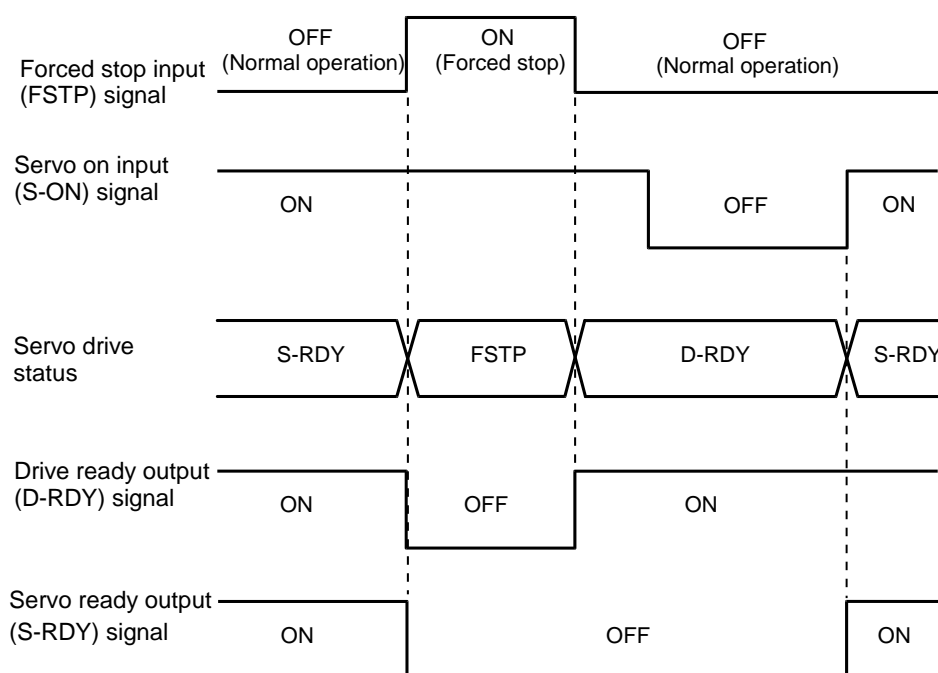 OFF
(Normal operation)
ON
(Forced stop)
OFF
(Normal operation)
Forced stop input
(FSTP) signal
Servo on input
(S-ON) signal
ON
OFF
ON
Servo drive
status
S-RDY
FSTP
D-RDY
S-RDY
Drive ready output
(D-RDY) signal
ON
OFF
ON
Servo ready output
(S-RDY) signal
ON
OFF
ON